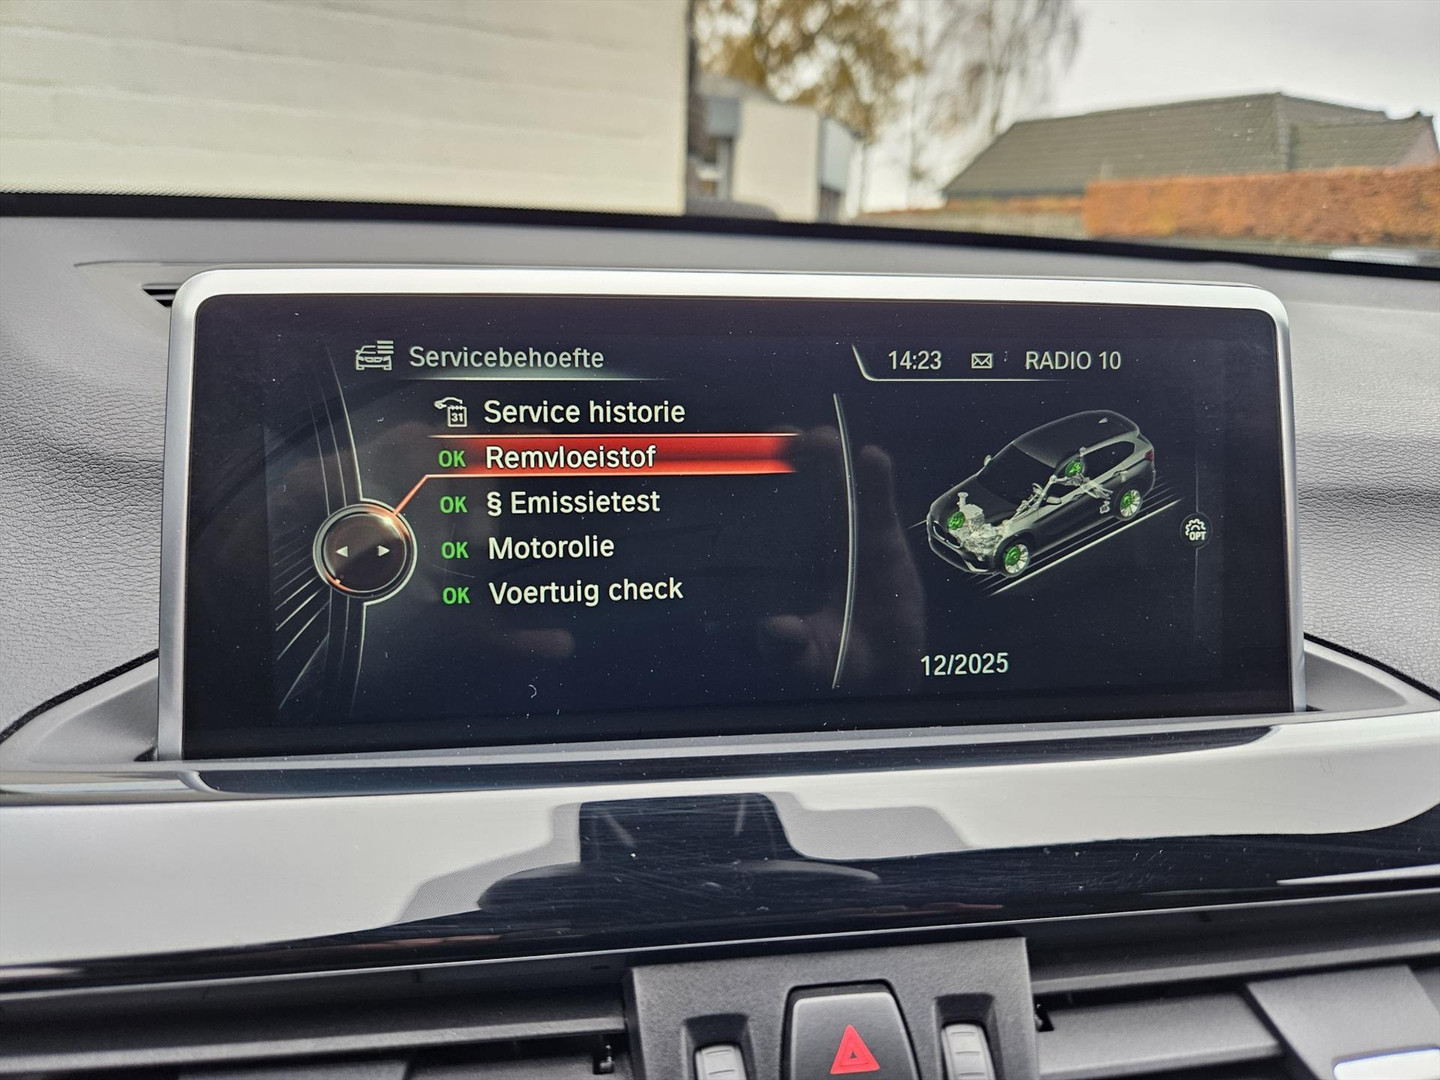 Servicebehoefte
14:23 RADIO 10
31 Service historie
OK Remvloeistof
OK § Emissietest
OK Motorolie
OK Voertuig check
OPT
12/2025